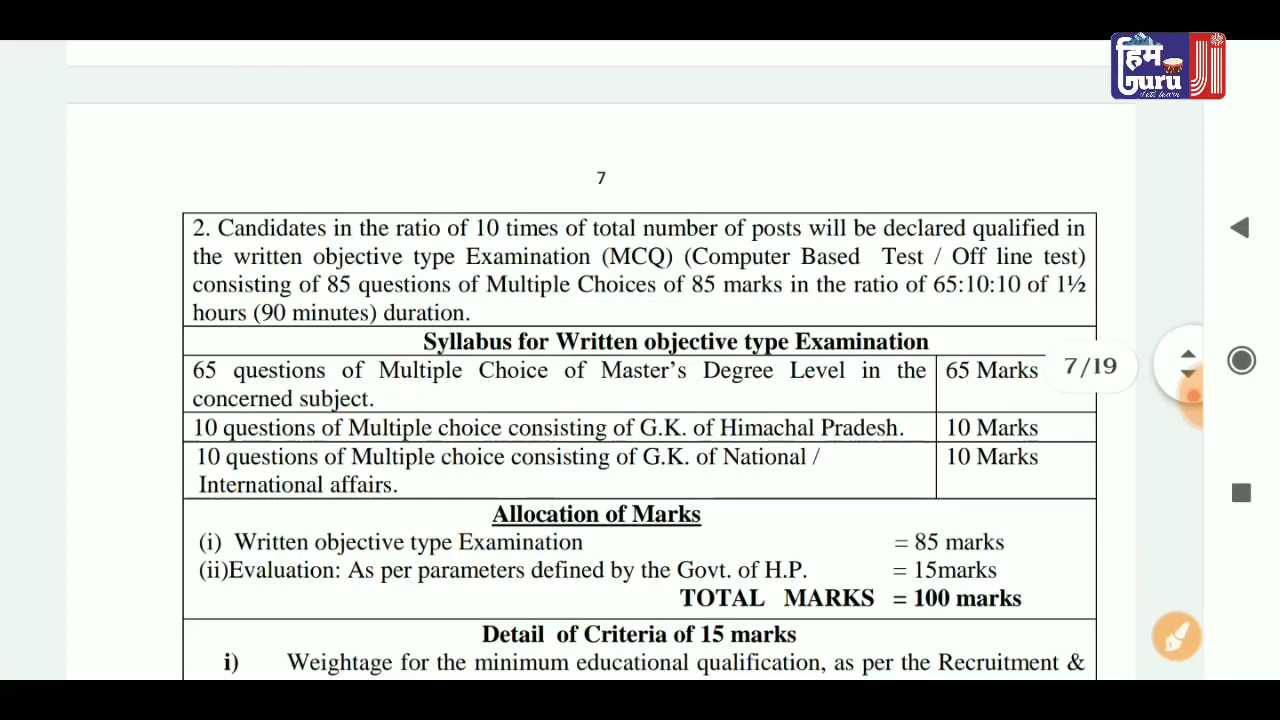 हिम
Guru
Ji
7
2. Candidates in the ratio of 10 times of total number of posts will be declared qualified in
the written objective type Examination (MCQ) (Computer Based Test / Off line test)
consisting of 85 questions of Multiple Choices of 85 marks in the ratio of 65:10:10 of 1½
hours (90 minutes) duration.
Syllabus for Written objective type Examination
65 questions of Multiple Choice of Master's Degree Level in the 65 Marks
concerned subject.
7/19
10 questions of Multiple choice consisting of G.K. of Himachal Pradesh. 10 Marks
10 questions of Multiple choice consisting of G.K. of National / 10 Marks
International affairs.
Allocation of Marks
(i) Written objective type Examination = 85 marks
(ii)Evaluation: As per parameters defined by the Govt. of H.P. = 15marks
TOTAL MARKS = 100 marks
Detail of Criteria of 15 marks
i) Weightage for the minimum educational qualification, as per the Recruitment &